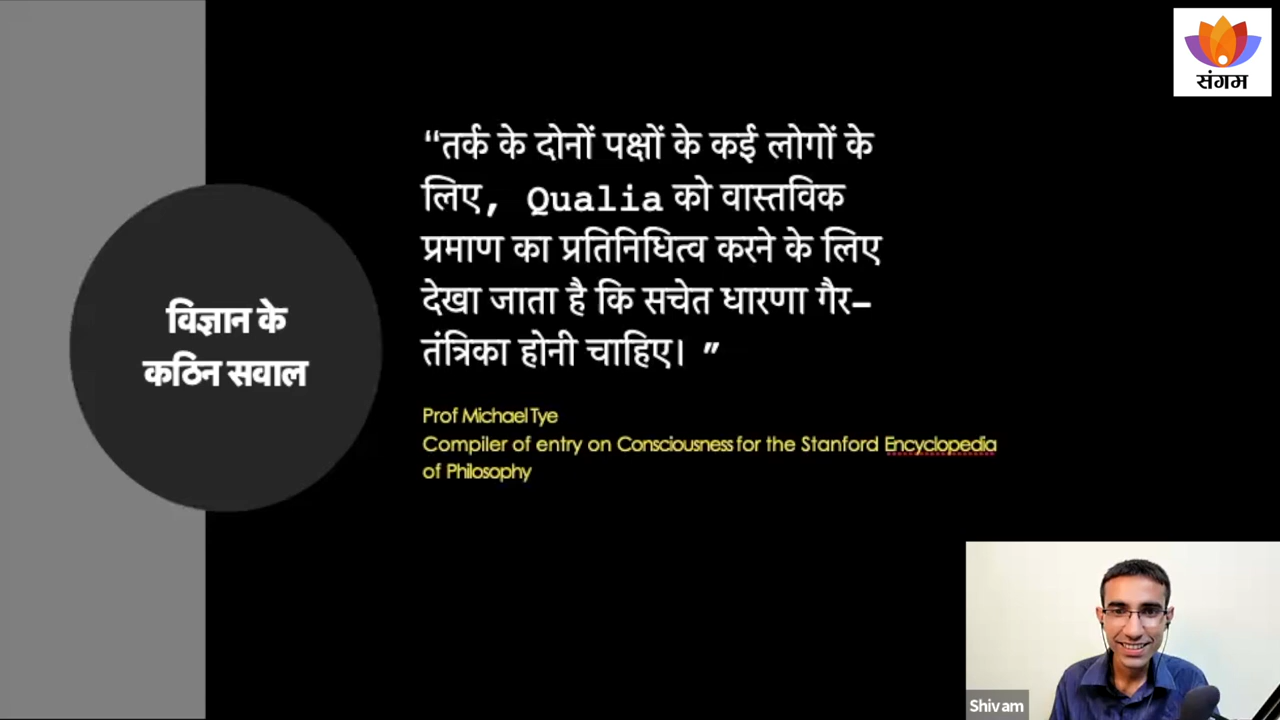 संगम
"तर्क के दोनों पक्षों के कई लोगों के
लिए, Qualia को वास्तविक
प्रमाण का प्रतिनिधित्व करने के लिए
देखा जाता है कि सचेत धारणा गैर-
तंत्रिका होनी चाहिए। "
विज्ञान के
कठिन सवाल
Prof Michael Tye
Compiler of entry on Consciousness for the Stanford Encyclopedia
of Philosophy
Shivam